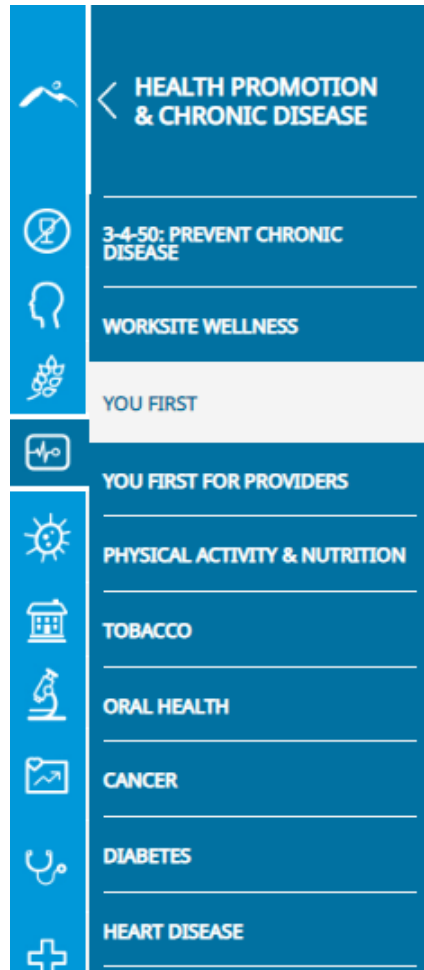 HEALTH PROMOTION
& CHRONIC DISEASE
3-4-50: PREVENT CHRONIC
DISEASE
WORKSITE WELLNESS
YOU FIRST
YOU FIRST FOR PROVIDERS
PHYSICAL ACTIVITY & NUTRITION
TOBACCO
ORAL HEALTH
CANCER
DIABETES
HEART DISEASE